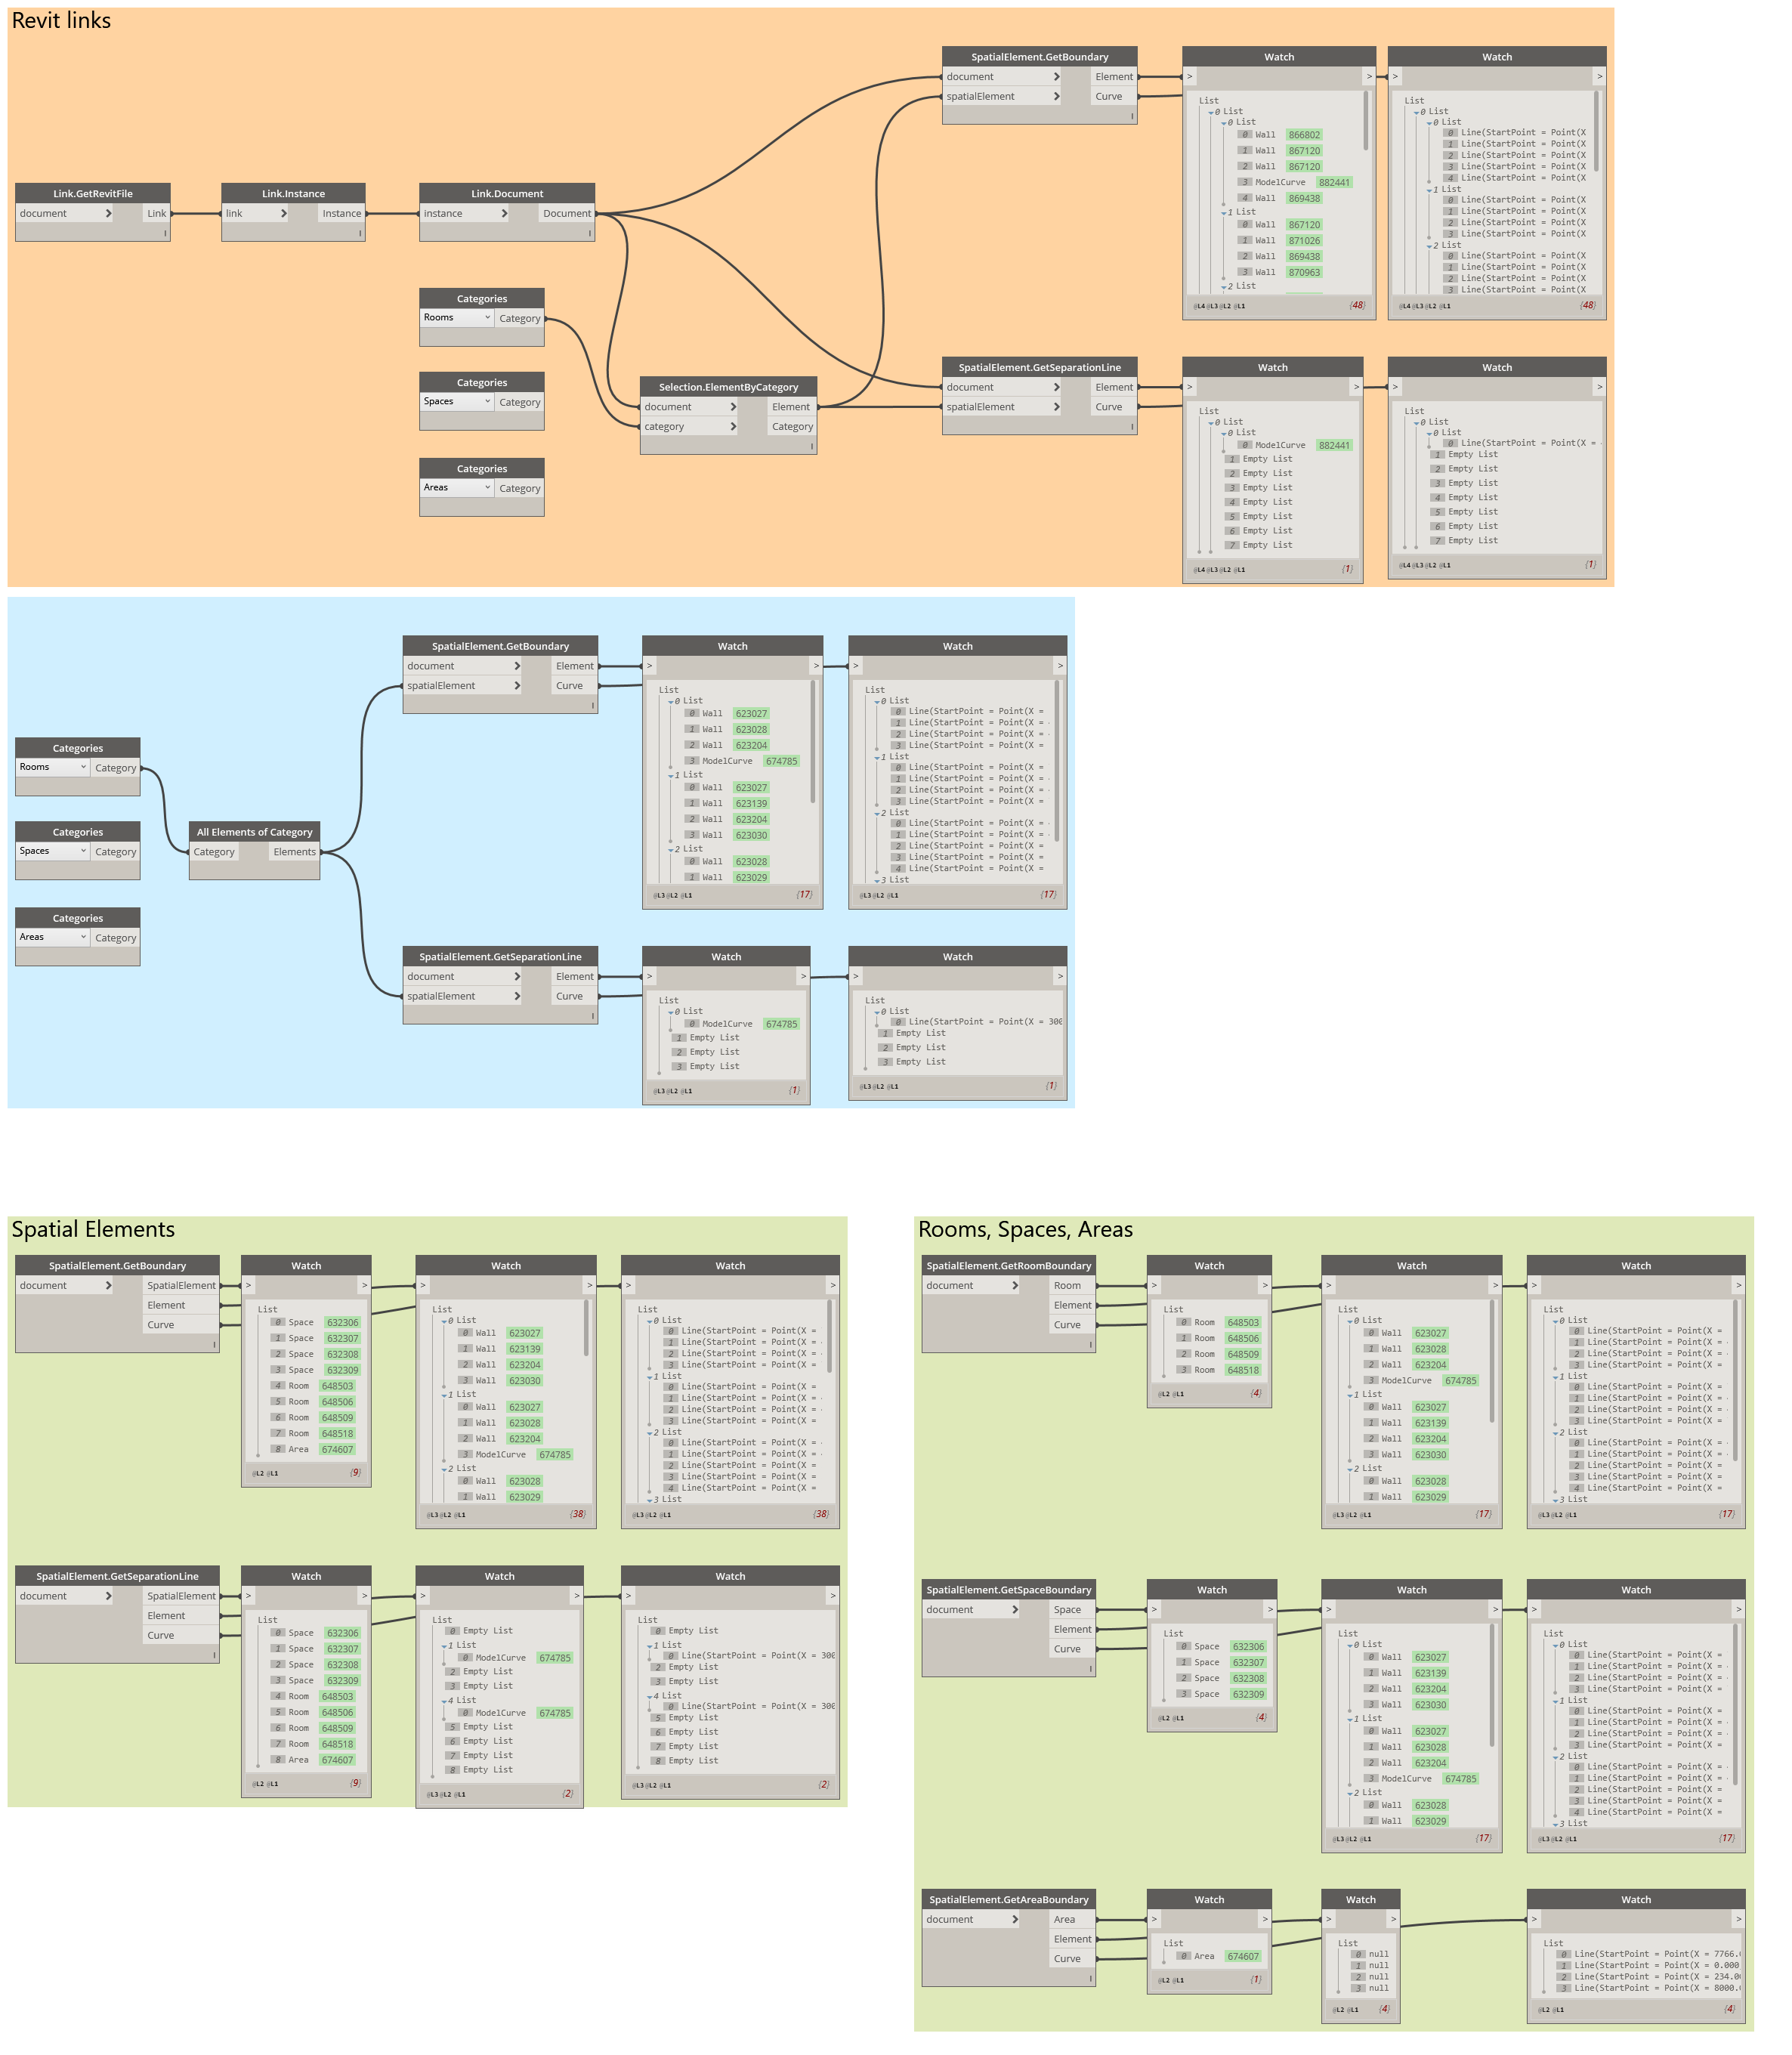 Revit links
Link.GetRevitFile
document > Link
Link.Instance
link > Instance
Link.Document
instance > Document
Categories
Rooms Category
Categories
Spaces Category
Categories
Areas Category
Selection.ElementByCategory
document > Element
category > Category
SpatialElement.GetBoundary
document > Element
spatialElement > Curve
Watch
> >
List
0 List
0 List
0 Wall 866802
1 Wall 867120
2 Wall 867120
3 ModelCurve 882441
4 Wall 869438
1 List
0 Wall 867120
1 Wall 871026
2 Wall 869438
3 Wall 870963
2 List
@L4 @L3 @L2 @L1 {48}
Watch
> >
List
0 List
0 List
0 Line(StartPoint = Point(X
1 Line(StartPoint = Point(X
2 Line(StartPoint = Point(X
3 Line(StartPoint = Point(X
4 Line(StartPoint = Point(X
1 List
0 Line(StartPoint = Point(X
1 Line(StartPoint = Point(X
2 Line(StartPoint = Point(X
3 Line(StartPoint = Point(X
2 List
0 Line(StartPoint = Point(X
1 Line(StartPoint = Point(X
2 Line(StartPoint = Point(X
3 Line(StartPoint = Point(X
@L4 @L3 @L2 @L1 {48}
SpatialElement.GetSeparationLine
document > Element
spatialElement > Curve
Watch
> >
List
0 List
0 List
0 ModelCurve 882441
1 Empty List
2 Empty List
3 Empty List
4 Empty List
5 Empty List
6 Empty List
7 Empty List
@L4 @L3 @L2 @L1 {1}
Watch
> >
List
0 List
0 List
0 Line(StartPoint = Point(X =
1 Empty List
2 Empty List
3 Empty List
4 Empty List
5 Empty List
6 Empty List
7 Empty List
@L4 @L3 @L2 @L1 {1}
Categories
Rooms Category
Categories
Spaces Category
Categories
Areas Category
All Elements of Category
Category Elements
SpatialElement.GetBoundary
document > Element
spatialElement > Curve
Watch
> >
List
0 List
0 Wall 623027
1 Wall 623028
2 Wall 623204
3 ModelCurve 674785
1 List
0 Wall 623027
1 Wall 623139
2 Wall 623204
3 Wall 623030
2 List
0 Wall 623028
1 Wall 623029
@L3 @L2 @L1 {17}
Watch
> >
List
0 List
0 Line(StartPoint = Point(X =
1 Line(StartPoint = Point(X =
2 Line(StartPoint = Point(X =
3 Line(StartPoint = Point(X =
1 List
0 Line(StartPoint = Point(X =
1 Line(StartPoint = Point(X =
2 Line(StartPoint = Point(X =
3 Line(StartPoint = Point(X =
2 List
0 Line(StartPoint = Point(X =
1 Line(StartPoint = Point(X =
2 Line(StartPoint = Point(X =
3 Line(StartPoint = Point(X =
4 Line(StartPoint = Point(X =
3 List
@L3 @L2 @L1 {17}
SpatialElement.GetSeparationLine
document > Element
spatialElement > Curve
Watch
> >
List
0 List
0 ModelCurve 674785
1 Empty List
2 Empty List
3 Empty List
@L3 @L2 @L1 {1}
Watch
> >
List
0 List
0 Line(StartPoint = Point(X = 300
1 Empty List
2 Empty List
3 Empty List
@L3 @L2 @L1 {1}
Spatial Elements
SpatialElement.GetBoundary
document > SpatialElement
Element
Curve
Watch
> >
List
0 Space 632306
1 Space 632307
2 Space 632308
3 Space 632309
4 Room 648503
5 Room 648506
6 Room 648509
7 Room 648518
8 Area 674607
@L2 @L1 {9}
Watch
> >
List
0 List
0 Wall 623027
1 Wall 623139
2 Wall 623204
3 Wall 623030
1 List
0 Wall 623027
1 Wall 623028
2 Wall 623204
3 ModelCurve 674785
2 List
0 Wall 623028
1 Wall 623029
@L3 @L2 @L1 {38}
Watch
> >
List
0 List
0 Line(StartPoint = Point(X =
1 Line(StartPoint = Point(X =
2 Line(StartPoint = Point(X =
3 Line(StartPoint = Point(X =
1 List
0 Line(StartPoint = Point(X =
1 Line(StartPoint = Point(X =
2 Line(StartPoint = Point(X =
3 Line(StartPoint = Point(X =
2 List
0 Line(StartPoint = Point(X =
1 Line(StartPoint = Point(X =
2 Line(StartPoint = Point(X =
3 Line(StartPoint = Point(X =
4 Line(StartPoint = Point(X =
3 List
@L3 @L2 @L1 {38}
SpatialElement.GetSeparationLine
document > SpatialElement
Element
Curve
Watch
> >
List
0 Space 632306
1 Space 632307
2 Space 632308
3 Space 632309
4 Room 648503
5 Room 648506
6 Room 648509
7 Room 648518
8 Area 674607
@L2 @L1 {9}
Watch
> >
List
0 Empty List
1 List
0 ModelCurve 674785
2 Empty List
3 Empty List
4 List
0 ModelCurve 674785
5 Empty List
6 Empty List
7 Empty List
8 Empty List
@L3 @L2 @L1 {2}
Watch
> >
List
0 Empty List
1 List
0 Line(StartPoint = Point(X = 300
2 Empty List
3 Empty List
4 List
0 Line(StartPoint = Point(X = 300
5 Empty List
6 Empty List
7 Empty List
8 Empty List
@L3 @L2 @L1 {2}
Rooms, Spaces, Areas
SpatialElement.GetRoomBoundary
document > Room
Element
Curve
Watch
> >
List
0 Room 648503
1 Room 648506
2 Room 648509
3 Room 648518
@L2 @L1 {4}
Watch
> >
List
0 List
0 Wall 623027
1 Wall 623028
2 Wall 623204
3 ModelCurve 674785
1 List
0 Wall 623027
1 Wall 623139
2 Wall 623204
3 Wall 623030
2 List
0 Wall 623028
1 Wall 623029
@L3 @L2 @L1 {17}
Watch
> >
List
0 List
0 Line(StartPoint = Point(X =
1 Line(StartPoint = Point(X =
2 Line(StartPoint = Point(X =
3 Line(StartPoint = Point(X =
1 List
0 Line(StartPoint = Point(X =
1 Line(StartPoint = Point(X =
2 Line(StartPoint = Point(X =
3 Line(StartPoint = Point(X =
2 List
0 Line(StartPoint = Point(X =
1 Line(StartPoint = Point(X =
2 Line(StartPoint = Point(X =
3 Line(StartPoint = Point(X =
4 Line(StartPoint = Point(X =
3 List
@L3 @L2 @L1 {17}
SpatialElement.GetSpaceBoundary
document > Space
Element
Curve
Watch
> >
List
0 Space 632306
1 Space 632307
2 Space 632308
3 Space 632309
@L2 @L1 {4}
Watch
> >
List
0 List
0 Wall 623027
1 Wall 623139
2 Wall 623204
3 Wall 623030
1 List
0 Wall 623027
1 Wall 623028
2 Wall 623204
3 ModelCurve 674785
2 List
0 Wall 623028
1 Wall 623029
@L3 @L2 @L1 {17}
Watch
> >
List
0 List
0 Line(StartPoint = Point(X =
1 Line(StartPoint = Point(X =
2 Line(StartPoint = Point(X =
3 Line(StartPoint = Point(X =
1 List
0 Line(StartPoint = Point(X =
1 Line(StartPoint = Point(X =
2 Line(StartPoint = Point(X =
3 Line(StartPoint = Point(X =
2 List
0 Line(StartPoint = Point(X =
1 Line(StartPoint = Point(X =
2 Line(StartPoint = Point(X =
3 Line(StartPoint = Point(X =
4 Line(StartPoint = Point(X =
3 List
@L3 @L2 @L1 {17}
SpatialElement.GetAreaBoundary
document > Area
Element
Curve
Watch
> >
List
0 Area 674607
@L2 @L1 {1}
Watch
> >
List
0 null
1 null
2 null
3 null
@L2 @L1 {4}
Watch
> >
List
0 Line(StartPoint = Point(X = 7766.
1 Line(StartPoint = Point(X = 0.000
2 Line(StartPoint = Point(X = 234.0
3 Line(StartPoint = Point(X = 8000.
@L2 @L1 {4}